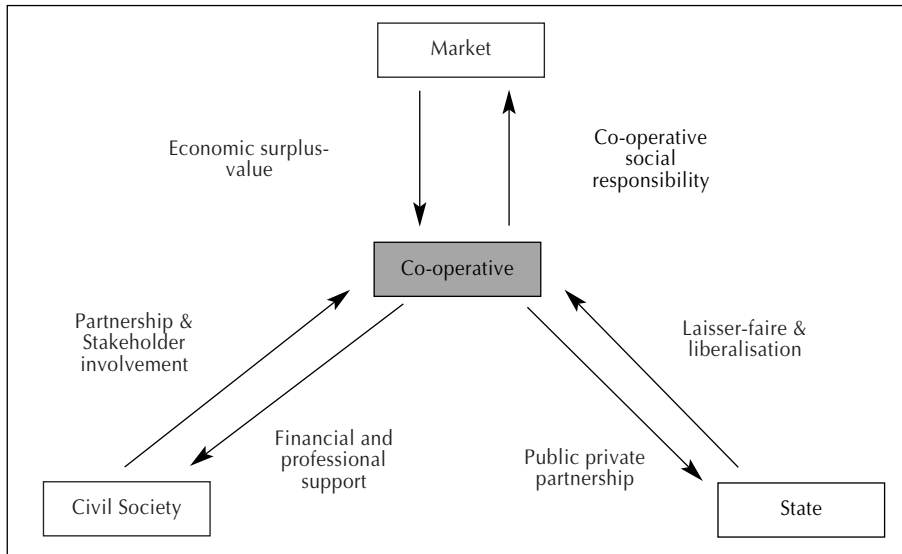 Market
Economic surplus-
value
Co-operative
social
responsibility
Co-operative
Partnership &
Stakeholder
involvement
Laisser-faire &
liberalisation
Financial and
professional
support
Public private
partnership
Civil Society
State